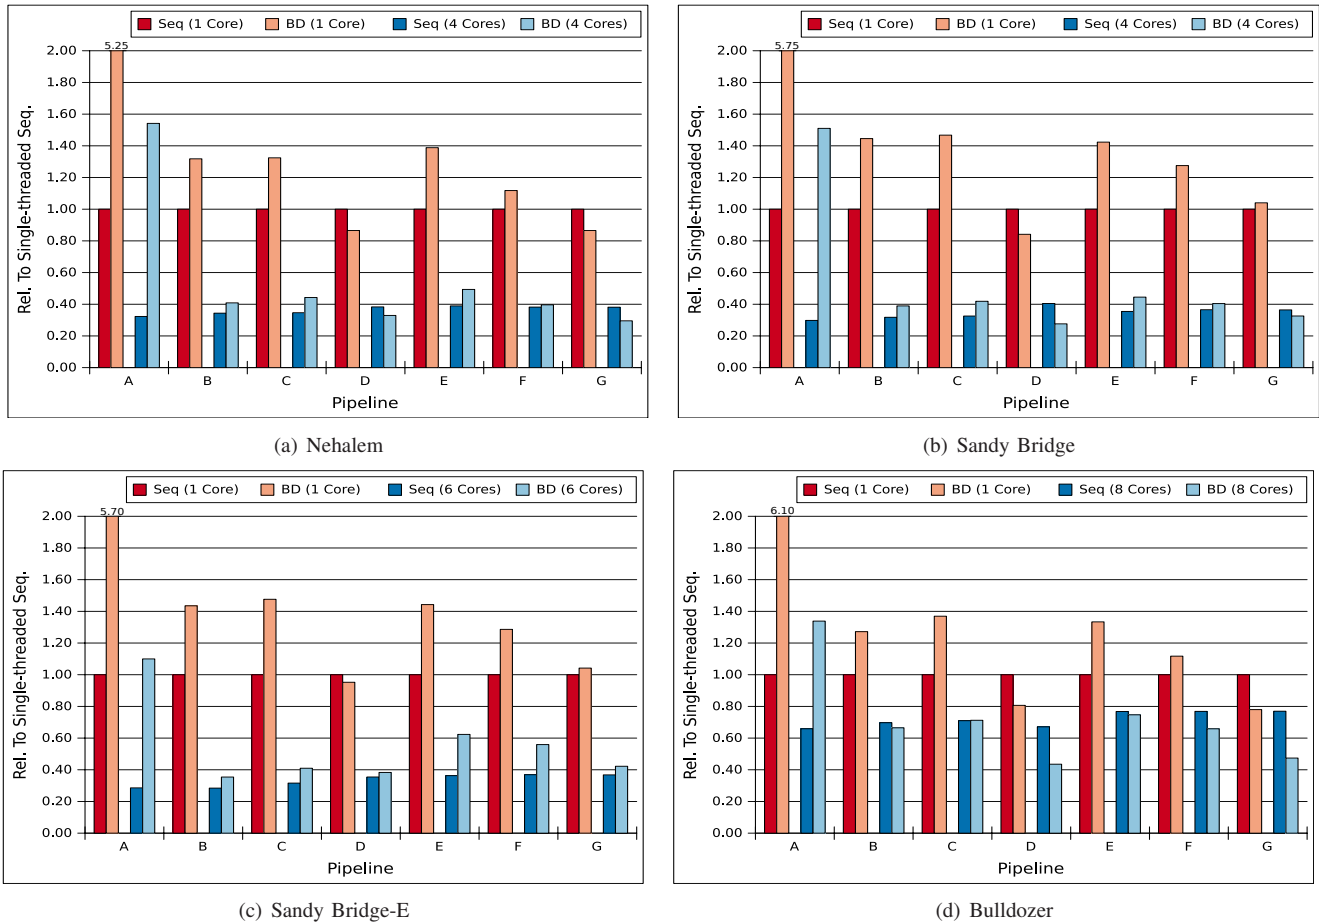 Seq (1 Core) BD (1 Core) Seq (4 Cores) BD (4 Cores)
5.25
2.00
1.80
1.60
1.40
1.20
1.00
0.80
0.60
0.40
0.20
0.00
Rel. To Single-threaded Seq.
A B C D E F G
Pipeline
(a) Nehalem
Seq (1 Core) BD (1 Core) Seq (4 Cores) BD (4 Cores)
5.75
2.00
1.80
1.60
1.40
1.20
1.00
0.80
0.60
0.40
0.20
0.00
Rel. To Single-threaded Seq.
A B C D E F G
Pipeline
(b) Sandy Bridge
Seq (1 Core) BD (1 Core) Seq (6 Cores) BD (6 Cores)
5.70
2.00
1.80
1.60
1.40
1.20
1.00
0.80
0.60
0.40
0.20
0.00
Rel. To Single-threaded Seq.
A B C D E F G
Pipeline
(c) Sandy Bridge-E
Seq (1 Core) BD (1 Core) Seq (8 Cores) BD (8 Cores)
6.10
2.00
1.80
1.60
1.40
1.20
1.00
0.80
0.60
0.40
0.20
0.00
Rel. To Single-threaded Seq.
A B C D E F G
Pipeline
(d) Bulldozer